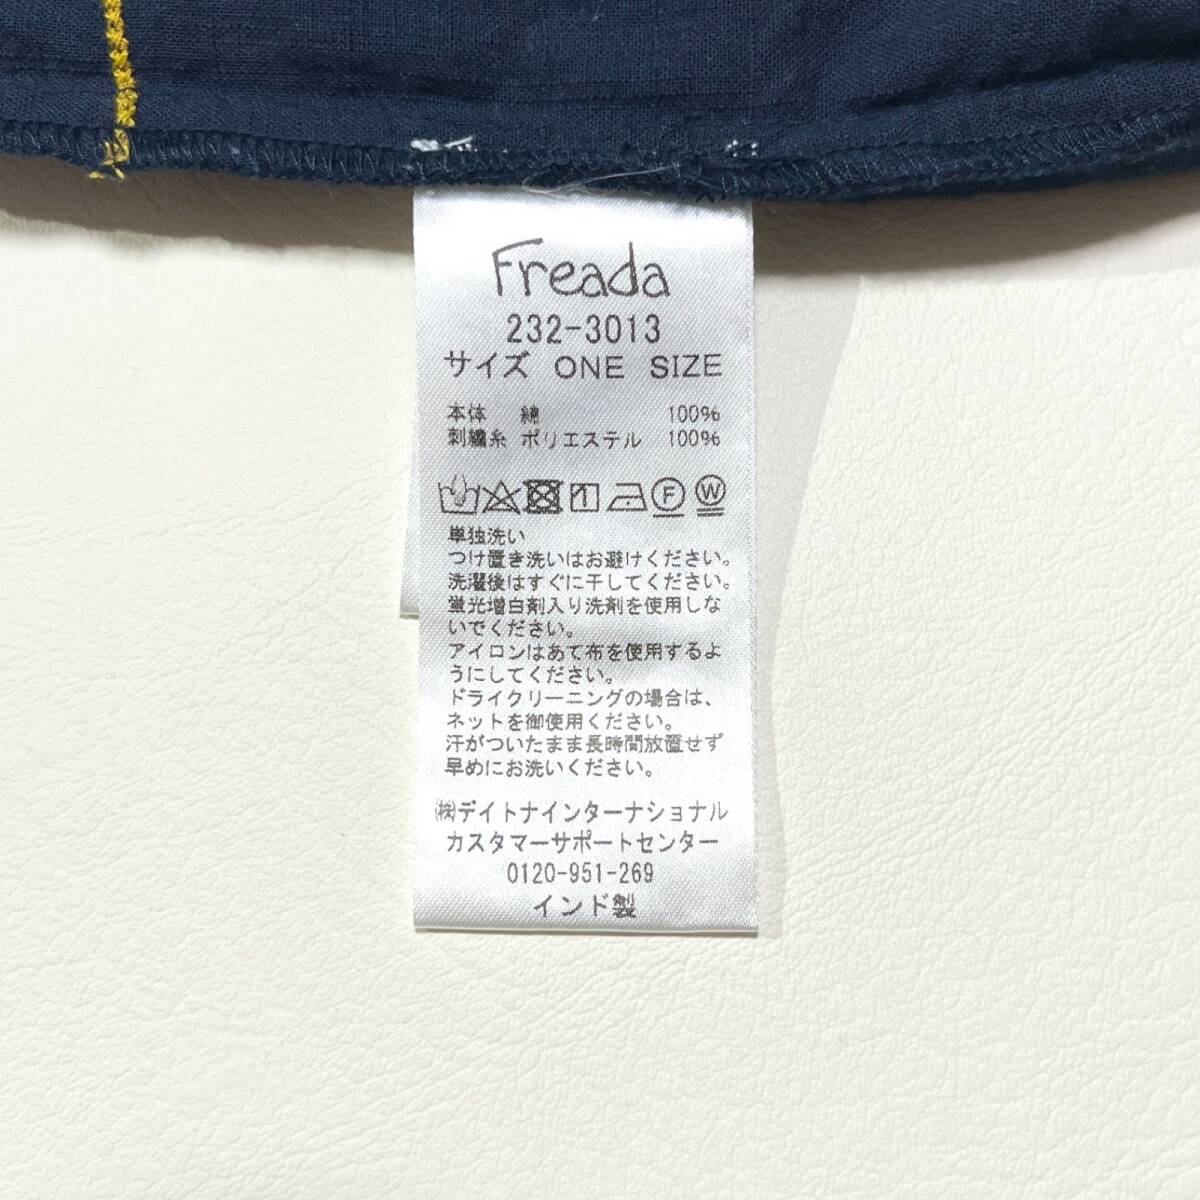 Freada
232-3013
サイズ ONE SIZE
本体 綿 100%
刺繍糸 ポリエステル 100%
F W
単独洗い
つけ置き洗いはお避けください。
洗濯後はすぐに干してください。
蛍光増白剤入り洗剤を使用しな
いでください。
アイロンはあて布を使用するよ
うにしてください。
ドライクリーニングの場合は、
ネットを御使用ください。
汗がついたまま長時間放置せず
早めにお洗いください。
㈱デイトナインターナショナル
カスタマーサポートセンター
0120-951-269
インド製